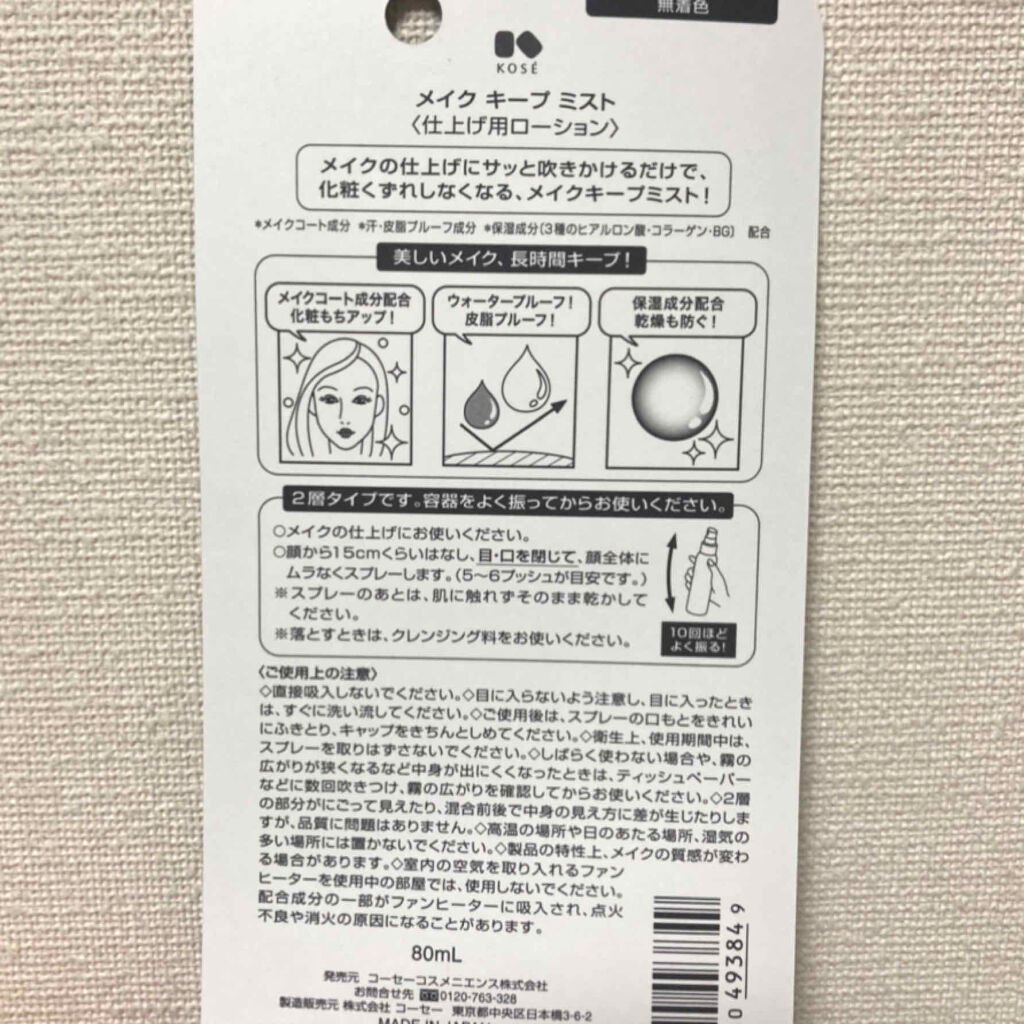 無着色
KOSÉ
メイク キープ ミスト
〈仕上げ用ローション〉
メイクの仕上げにサッと吹きかけるだけで、
化粧くずれしなくなる、メイクキープミスト！
*メイクコート成分 *汗・皮脂プルーフ成分 *保湿成分（3種のヒアルロン酸・コラーゲン・BG） 配合
美しいメイク、長時間キープ！
メイクコート成分配合
化粧もちアップ！
ウォータープルーフ！
皮脂プルーフ！
保湿成分配合
乾燥も防ぐ！
2層タイプです。容器をよく振ってからお使いください。
○メイクの仕上げにお使いください。
○顔から15cmくらいはなし、目・口を閉じて、顔全体に
ムラなくスプレーします。（5～6プッシュが目安です。）
※スプレーのあとは、肌に触れずそのまま乾かして
ください。
※落とすときは、クレンジング料をお使いください。
10回ほど
よく振る！
〈ご使用上の注意〉
◇直接吸入しないでください。◇目に入らないよう注意し、目に入ったとき
は、すぐに洗い流してください。◇ご使用後は、スプレーの口もとをきれい
にふきとり、キャップをきちんとしめてください。◇衛生上、使用期間中は、
スプレーを取りはずさないでください。◇しばらく使わない場合や、霧の
広がりが狭くなるなど中身が出にくくなったときは、ティッシュペーパー
などに数回吹きつけ、霧の広がりを確認してからお使いください。◇2層
の部分がにごって見えたり、混合前後で中身の見え方に差が生じたりしま
すが、品質に問題はありません。◇高温の場所や日のあたる場所、湿気の
多い場所には置かないでください。◇製品の特性上、メイクの質感が変わ
る場合があります。◇室内の空気を取り入れるファン
ヒーターを使用中の部屋では、使用しないでください。
配合成分の一部がファンヒーターに吸入され、点火
不良や消火の原因になることがあります。
80mL
発売元 コーセーコスメニエンス株式会社
お問合せ先 0120-763-328
製造販売元 株式会社 コーセー 東京都中央区日本橋3-6-2
MADE IN JAPAN
0 49384 9